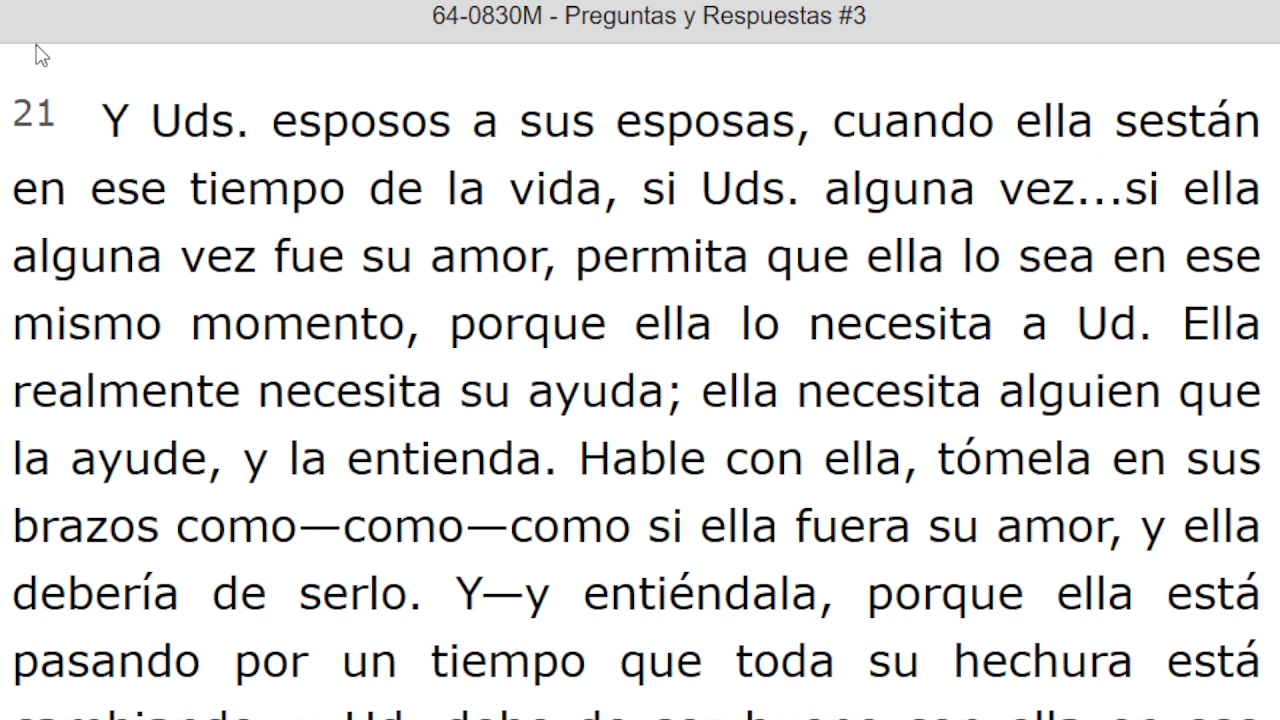 64-0830M - Preguntas y Respuestas #3
21 Y Uds. esposos a sus esposas, cuando ella sestán
en ese tiempo de la vida, si Uds. alguna vez...si ella
alguna vez fue su amor, permita que ella lo sea en ese
mismo momento, porque ella lo necesita a Ud. Ella
realmente necesita su ayuda; ella necesita alguien que
la ayude, y la entienda. Hable con ella, tómela en sus
brazos como—como—como si ella fuera su amor, y ella
debería de serlo. Y—y entiéndala, porque ella está
pasando por un tiempo que toda su hechura está